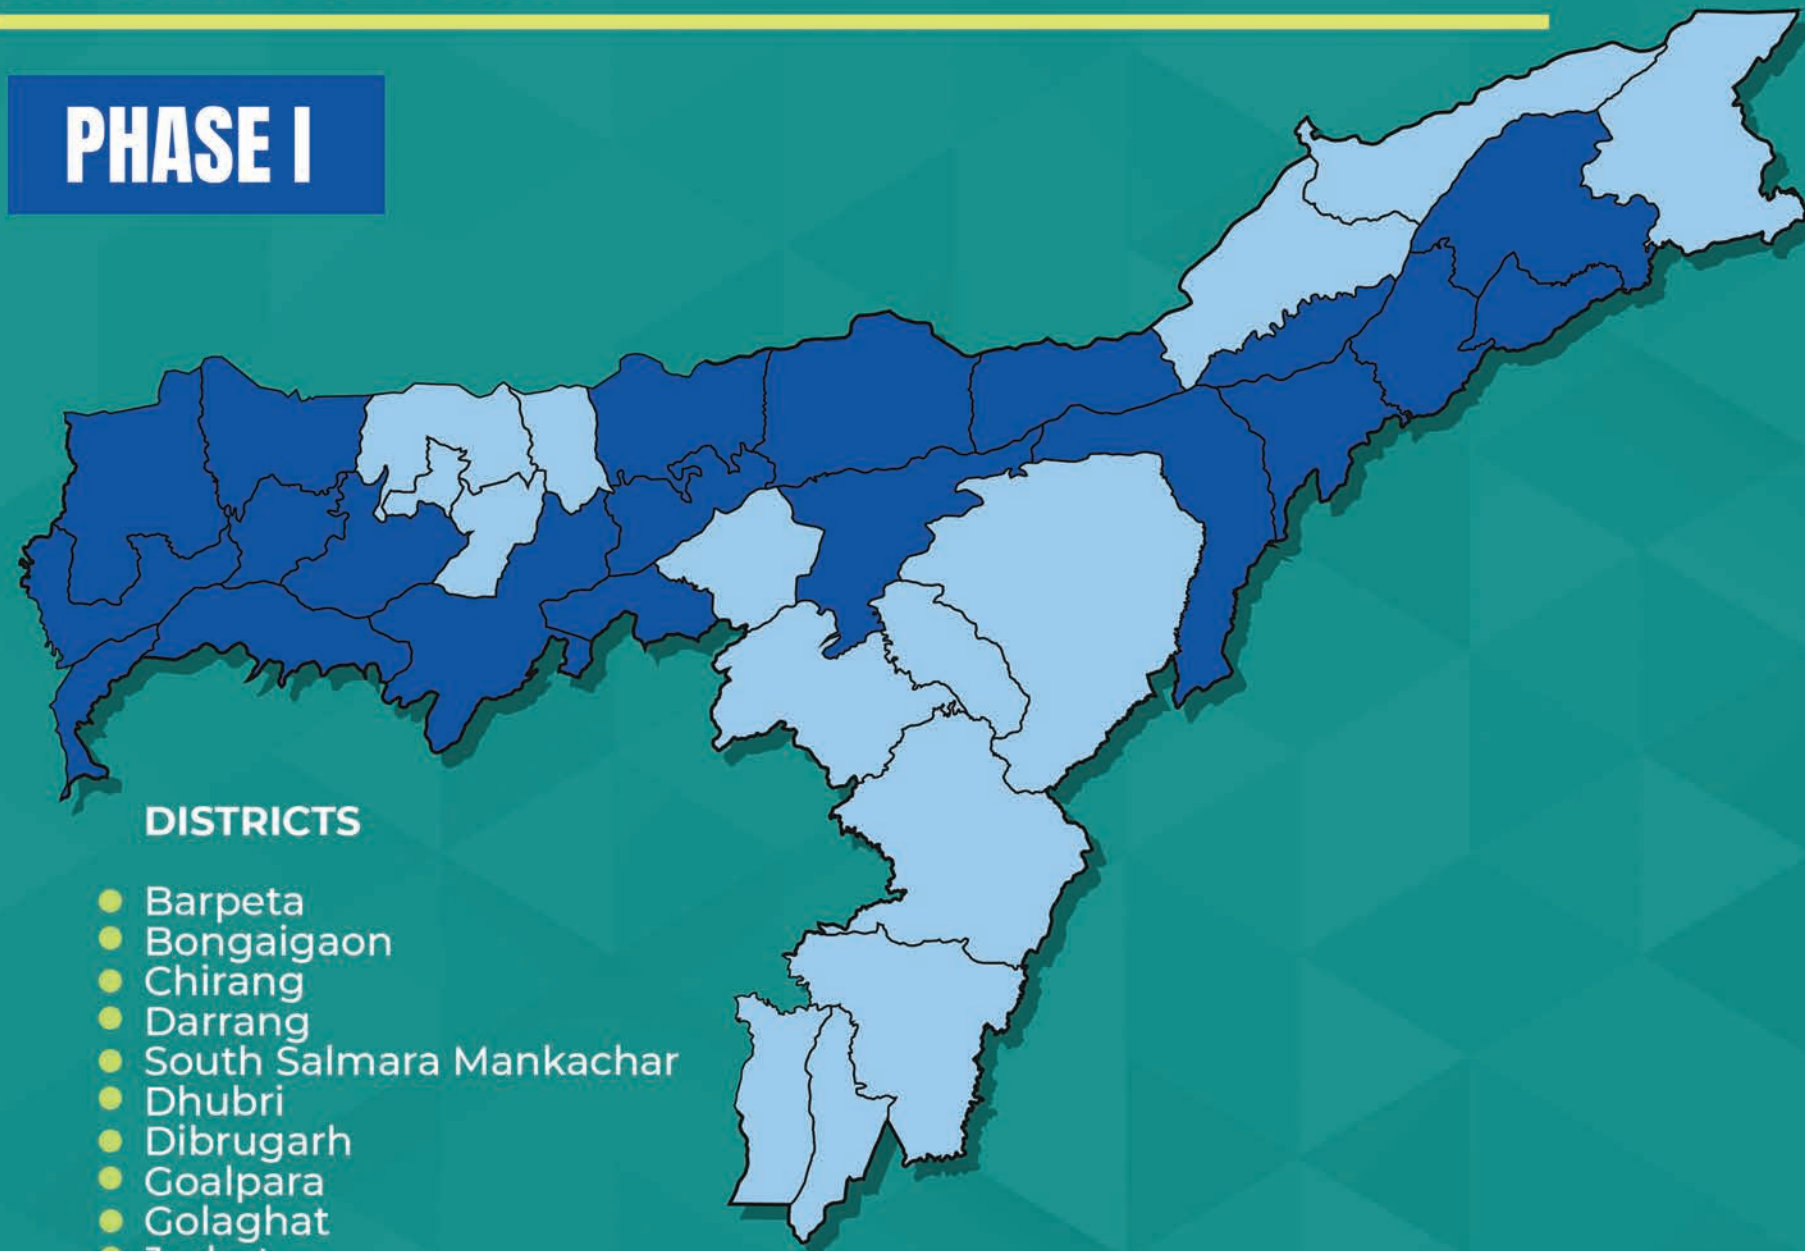 PHASE I
DISTRICTS
Barpeta
Bongaigaon
Chirang
Darrang
South Salmara Mankachar
Dhubri
Dibrugarh
Goalpara
Golaghat